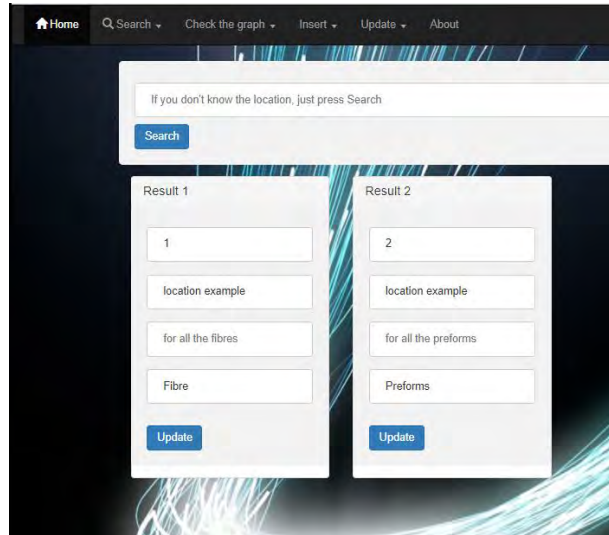 Home Search Check the graph Insert Update About
If you don't know the location, just press Search
Search
Result 1
1
location example
for all the fibres
Fibre
Update
Result 2
2
location example
for all the preforms
Preforms
Update